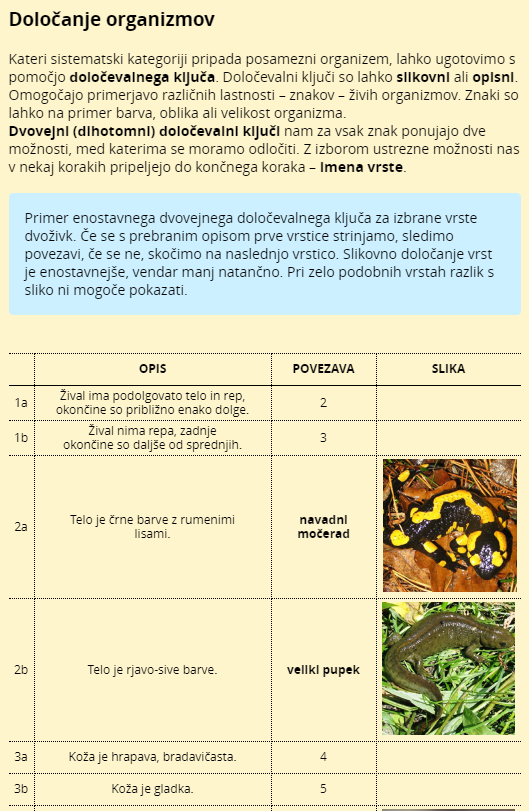 Določanje organizmov
Kateri sistematski kategoriji pripada posamezni organizem, lahko ugotovimo s
pomočjo določevalnega ključa. Določevalni ključi so lahko slikovni ali opisni.
Omogočajo primerjavo različnih lastnosti – znakov – živih organizmov. Znaki so
lahko na primer barva, oblika ali velikost organizma.
Dvovejni (dihotomni) določevalni ključi nam za vsak znak ponujajo dve
možnosti, med katerima se moramo odločiti. Z izborom ustrezne možnosti nas
v nekaj korakih pripeljejo do končnega koraka – imena vrste.
Primer enostavnega dvovejnega določevalnega ključa za izbrane vrste
dvoživk. Če se s prebranim opisom prve vrstice strinjamo, sledimo
povezavi, če se ne, skočimo na naslednjo vrstico. Slikovno določanje vrst
je enostavnejše, vendar manj natančno. Pri zelo podobnih vrstah razlik s
sliko ni mogoče pokazati.
OPIS POVEZAVA SLIKA
1a Žival ima podolgovato telo in rep,
okončine so približno enako dolge. 2
1b Žival nima repa, zadnje
okončine so daljše od sprednjih. 3
2a Telo je črne barve z rumenimi
lisami. navadni
močerad
2b Telo je rjavo-sive barve. veliki pupek
3a Koža je hrapava, bradavičasta. 4
3b Koža je gladka. 5